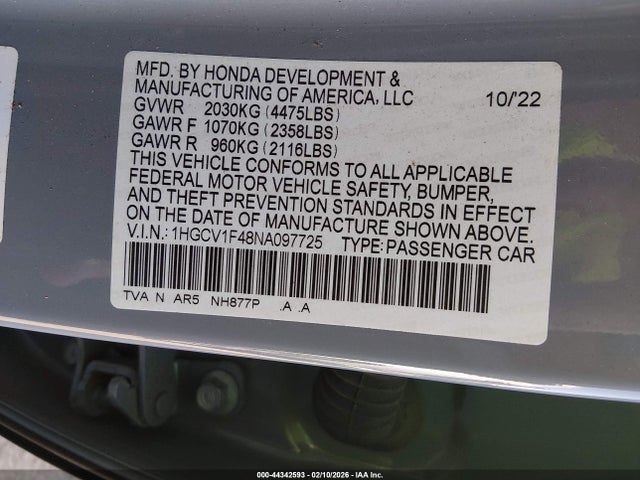 MFD. BY HONDA DEVELOPMENT &
MANUFACTURING OF AMERICA, LLC 10/'22
GVWR 2030KG (4475LBS)
GAWR F 1070KG (2358LBS)
GAWR R 960KG (2116LBS)
THIS VEHICLE CONFORMS TO ALL APPLICABLE
FEDERAL MOTOR VEHICLE SAFETY, BUMPER,
AND THEFT PREVENTION STANDARDS IN EFFECT
ON THE DATE OF MANUFACTURE SHOWN ABOVE.
V.I.N.: 1HGCV1F48NA097725 TYPE: PASSENGER CAR
TVA N AR5 NH877P .A .A
000-44342593 - 02/10/2026 - IAA Inc.